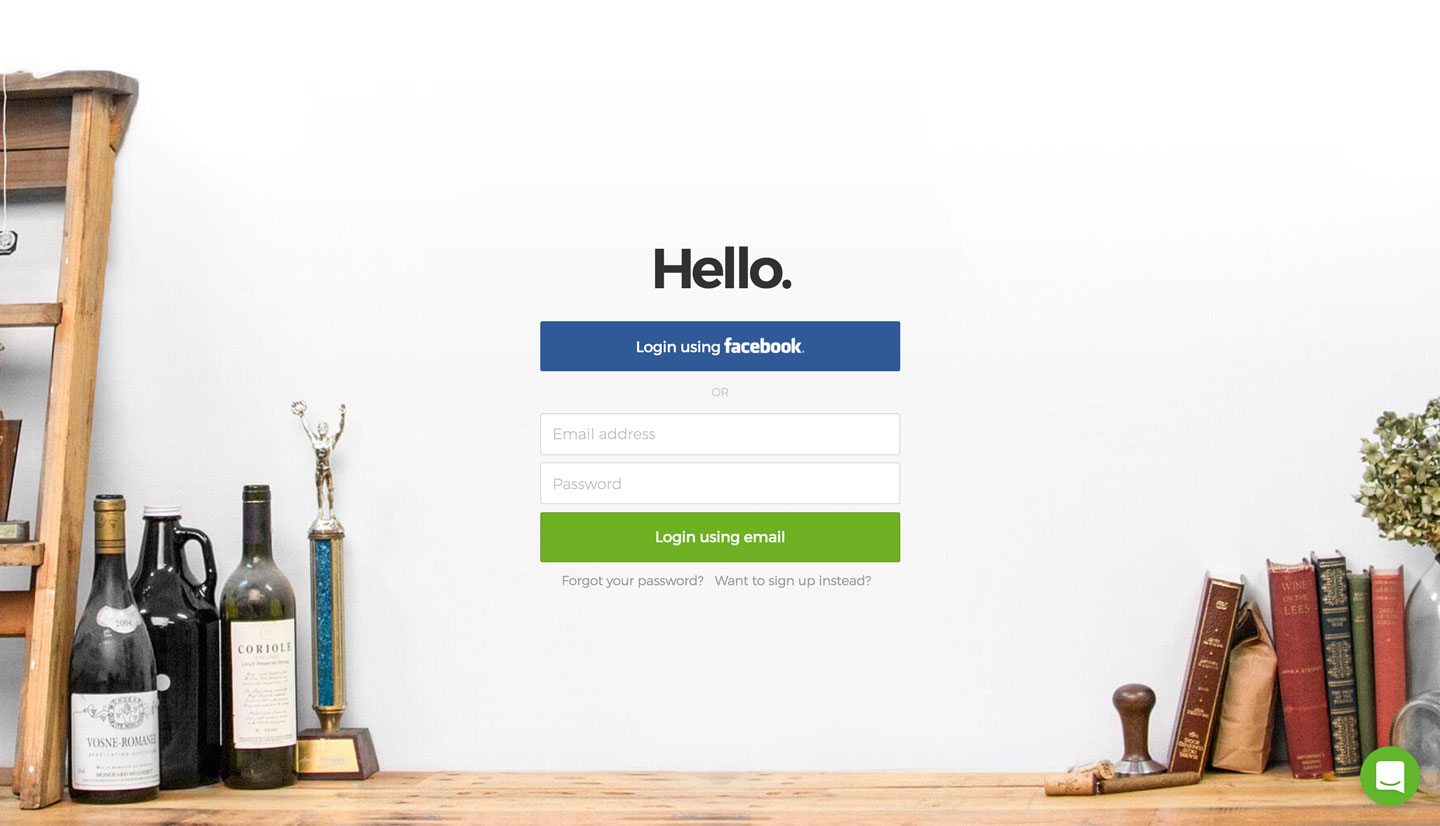 Hello.
Login using facebook.
OR
Email address
Password
Login using email
Forgot your password? Want to sign up instead?
2004
VOSNE-ROMANEE
CORIOLE
WINE
ON THE
LEES